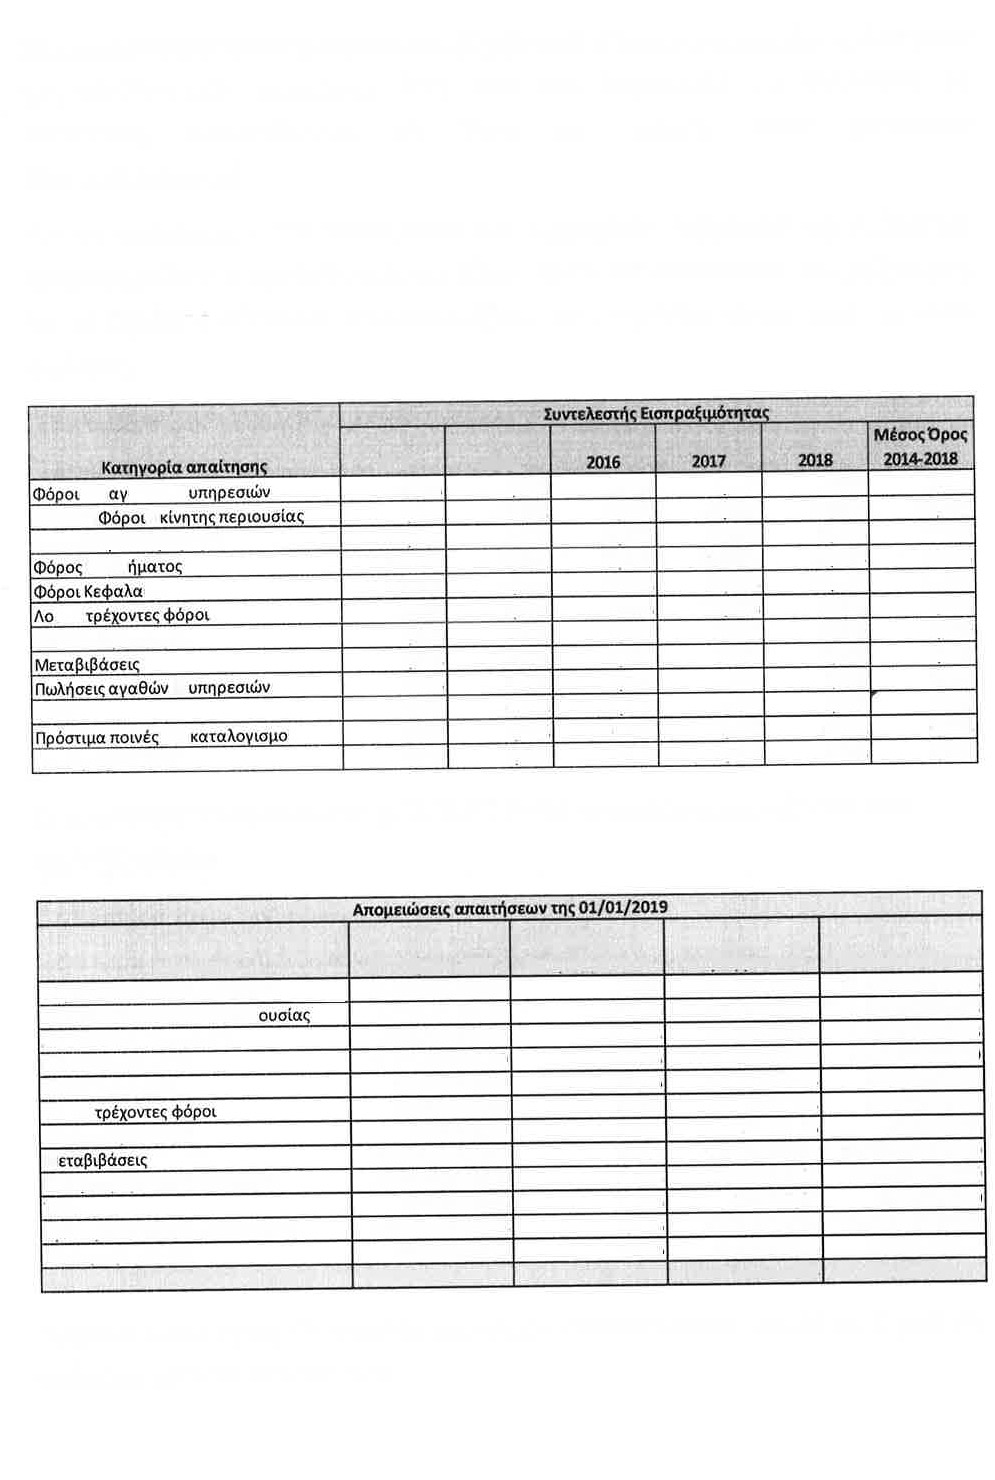 Συντελεστής Εισπραξιμότητας
Κατηγορία απαίτησης 2016 2017 2018 Μέσος Όρος 2014-2018
Φόροι αγ υπηρεσιών
Φόροι κίνητης περιουσίας
Φόρος ήματος
Φόροι Κεφαλα
Λο τρέχοντες φόροι
Μεταβιβάσεις
Πωλήσεις αγαθών υπηρεσιών
Πρόστιμα ποινές καταλογισμο
Απομειώσεις απαιτήσεων της 01/01/2019
ουσίας
τρέχοντες φόροι
εταβιβάσεις